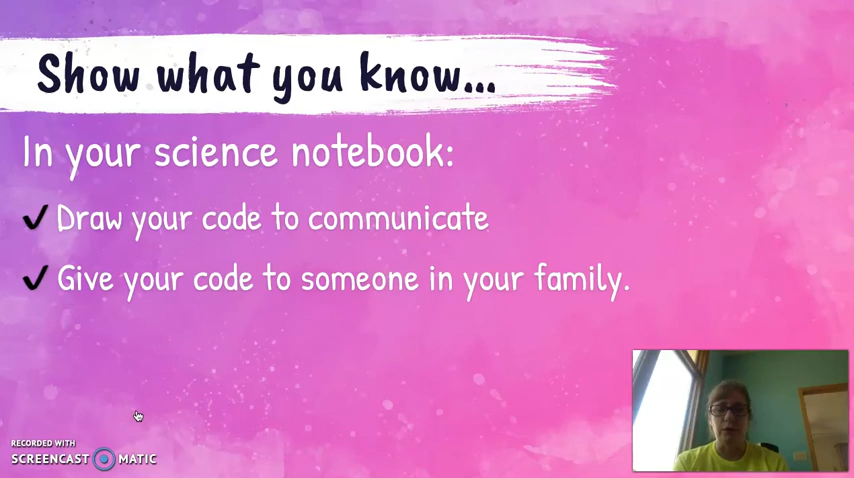 Show what you know...
In your science notebook:
✔ Draw your code to communicate
✔ Give your code to someone in your family.
RECORDED WITH
SCREENCAST MATIC